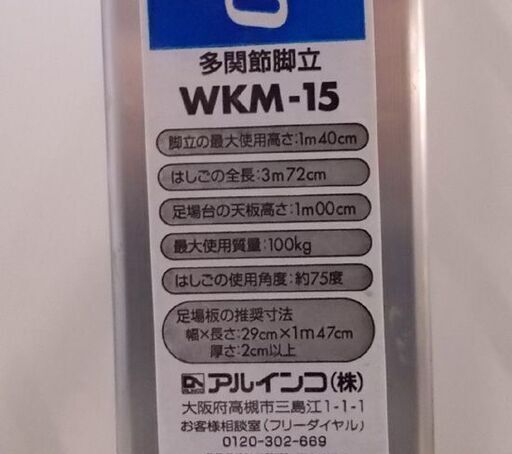 多関節脚立
WKM-15
脚立の最大使用高さ:1m40cm
はしごの全長:3m72cm
足場台の天板高さ:1m00cm
最大使用質量:100kg
はしごの使用角度:約75度
足場板の推奨寸法
幅×長さ:29cm×1m47cm
厚さ:2cm以上
アルインコ(株)
大阪府高槻市三島江1-1-1
お客様相談室(フリーダイヤル)
0120-302-669